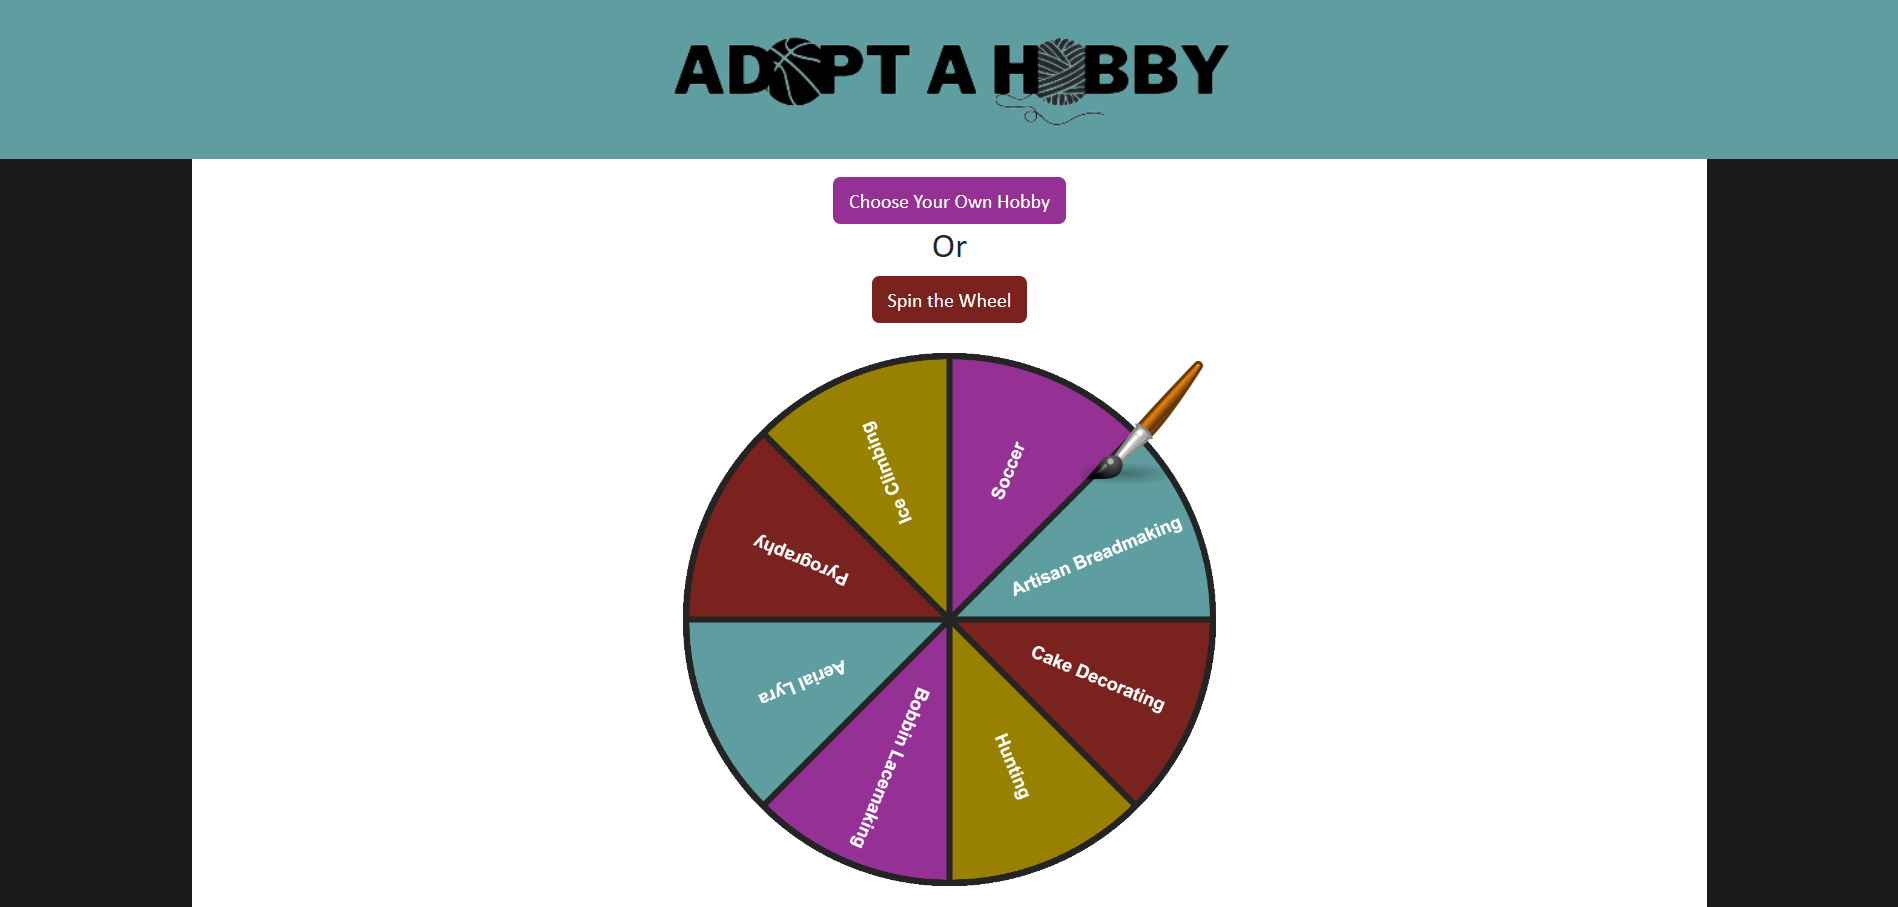 ADOPT A HOBBY
Choose Your Own Hobby
Or
Spin the Wheel
Soccer
Artisan Breadmaking
Cake Decorating
Hunting
Bobbin Lacemaking
Aerial Lyra
Pyrography
Ice Climbing